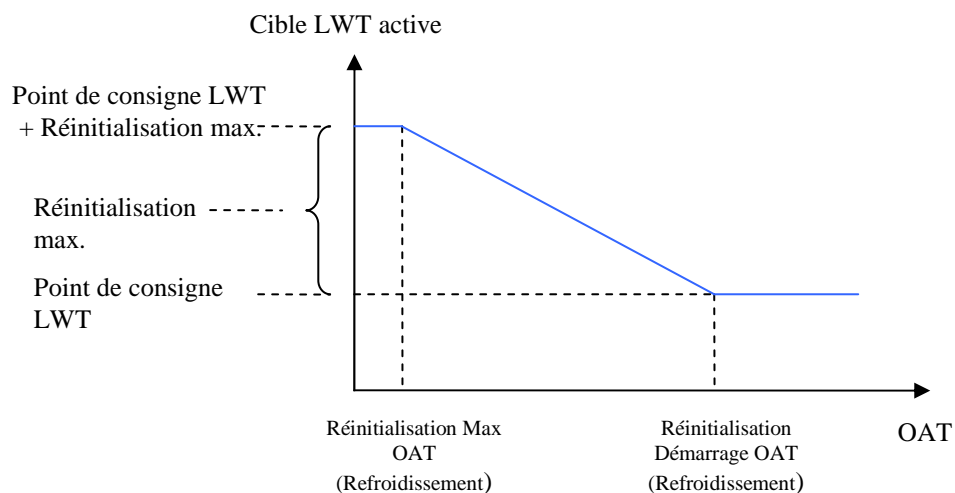 Cible LWT active
Point de consigne LWT
+ Réinitialisation max.
Réinitialisation
max.
Point de consigne
LWT
Réinitialisation Max
OAT
(Refroidissement)
Réinitialisation
Démarrage OAT
(Refroidissement)
OAT